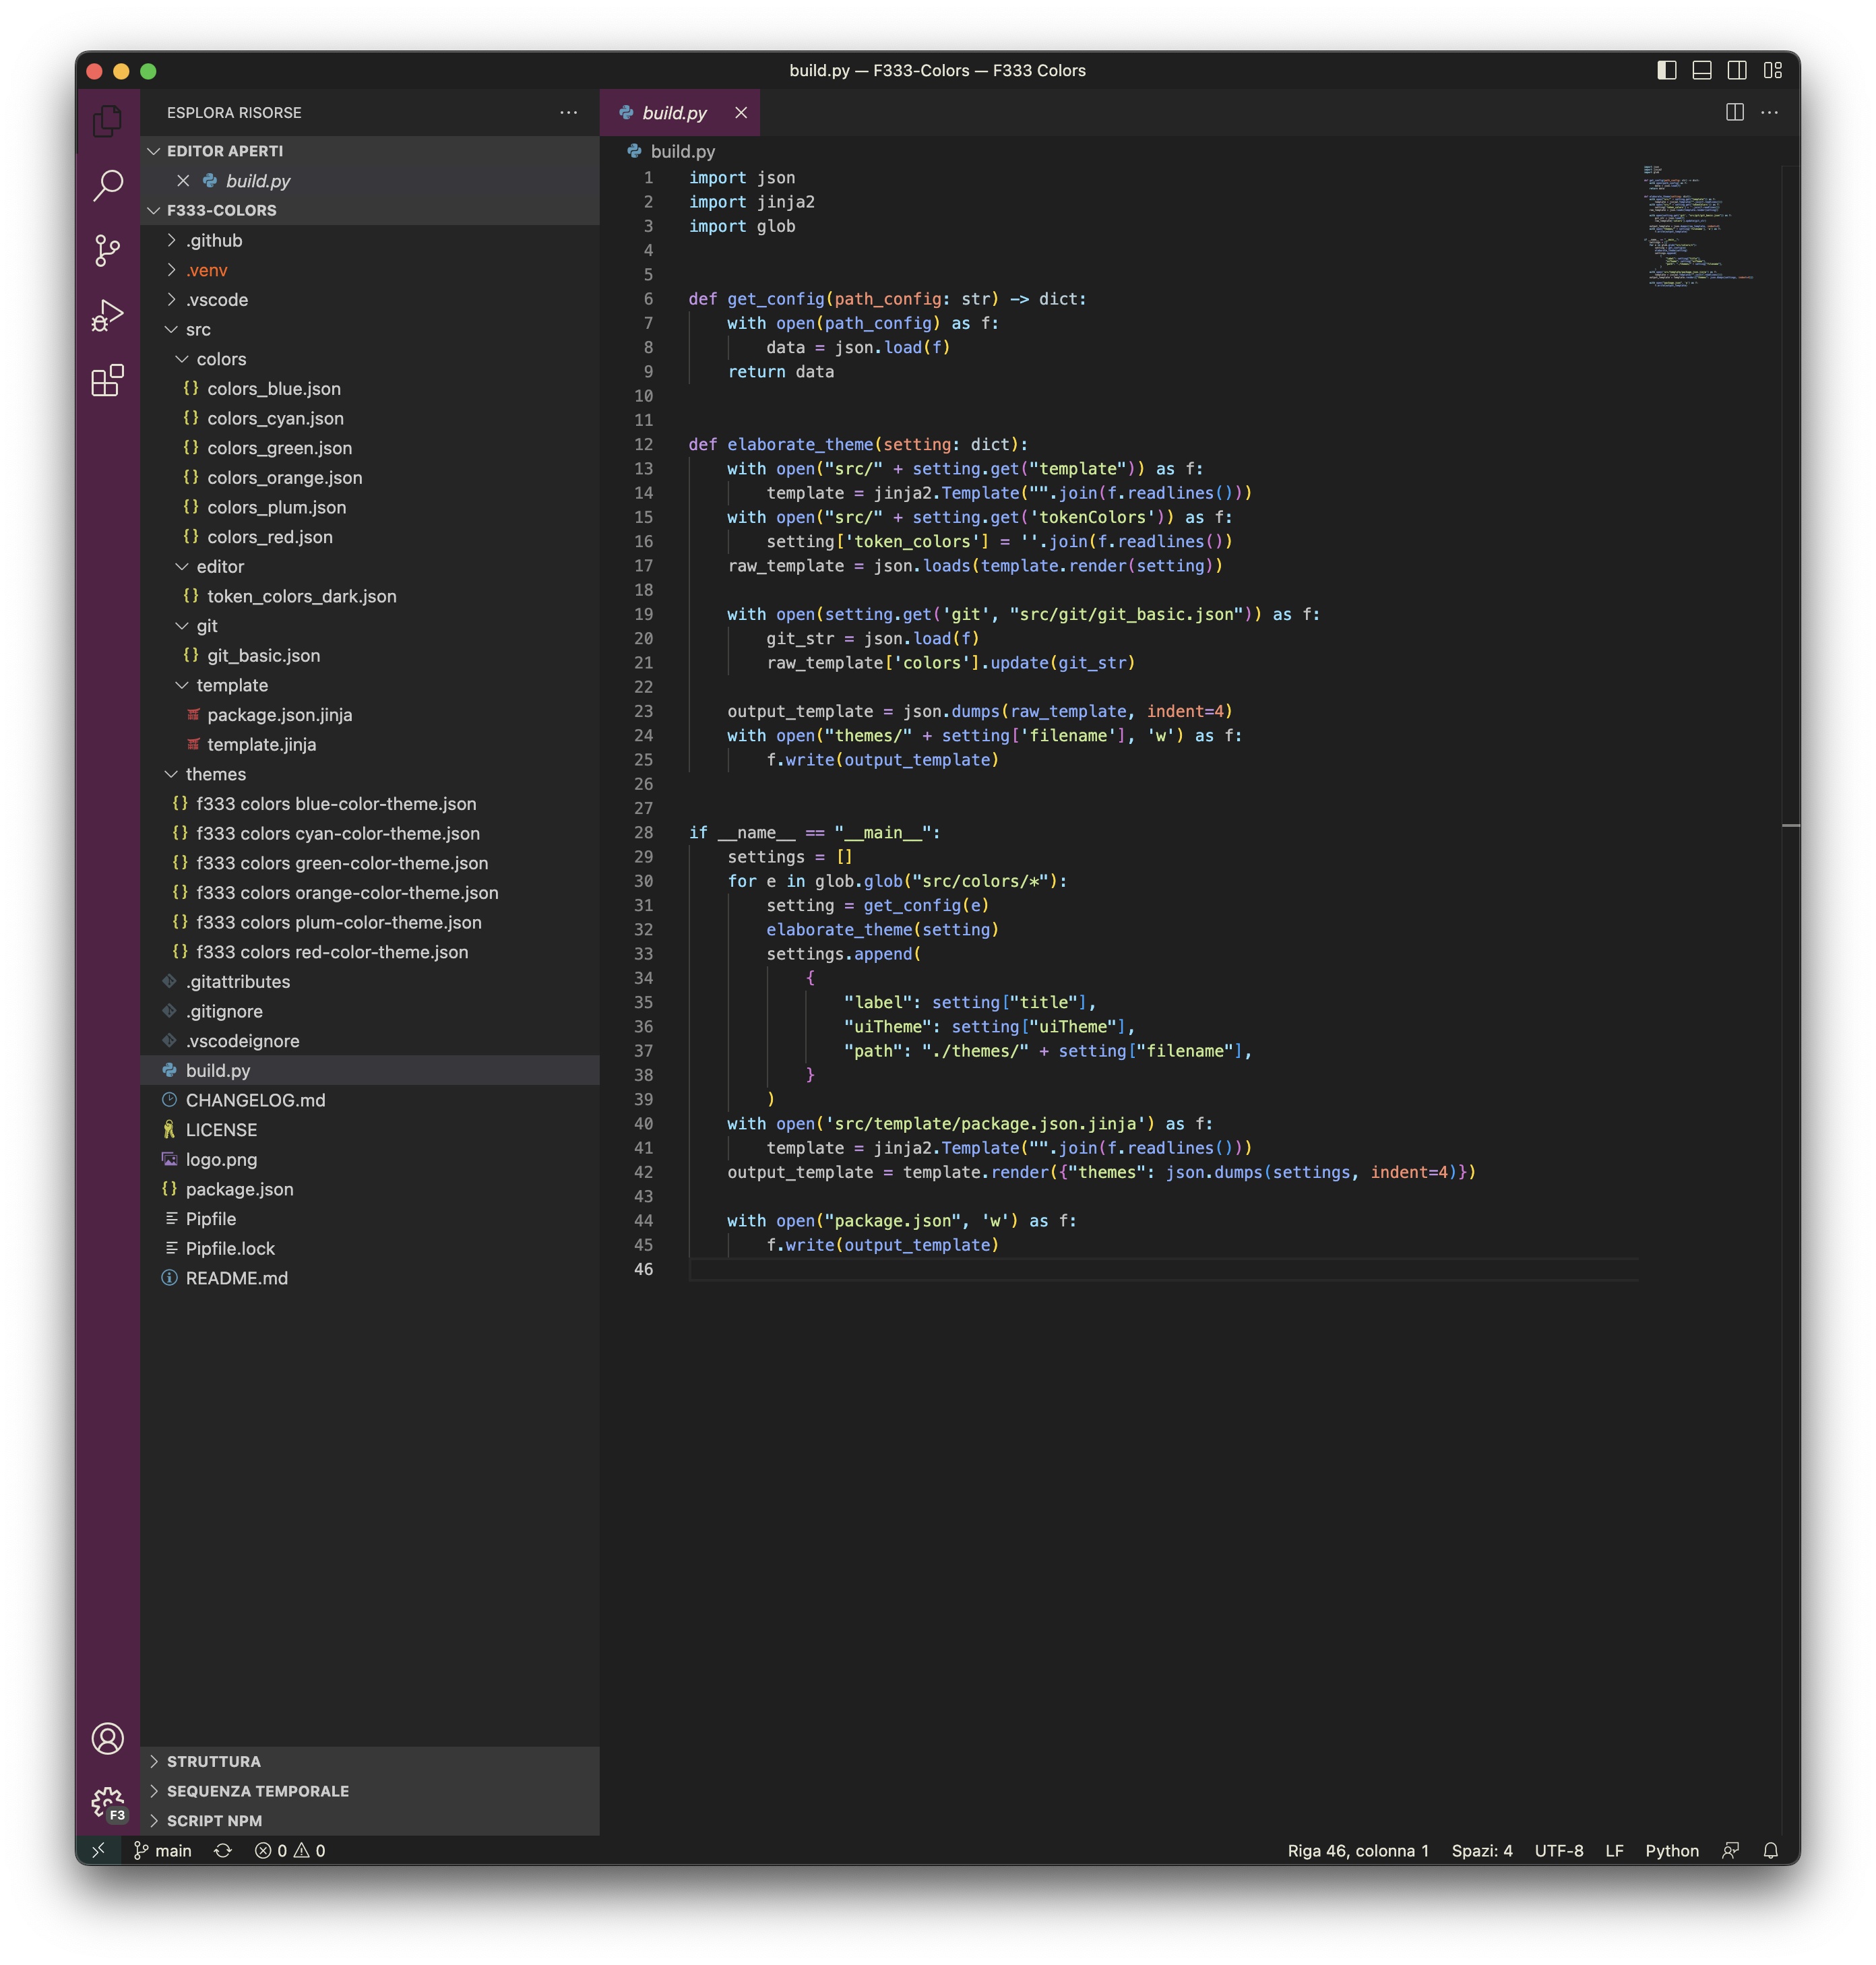 build.py — F333-Colors — F333 Colors
ESPLORA RISORSE
EDITOR APERTI
build.py
F333-COLORS
.github
.venv
.vscode
src
colors
colors_blue.json
colors_cyan.json
colors_green.json
colors_orange.json
colors_plum.json
colors_red.json
editor
token_colors_dark.json
git
git_basic.json
template
package.json.jinja
template.jinja
themes
f333 colors blue-color-theme.json
f333 colors cyan-color-theme.json
f333 colors green-color-theme.json
f333 colors orange-color-theme.json
f333 colors plum-color-theme.json
f333 colors red-color-theme.json
.gitattributes
.gitignore
.vscodeignore
build.py
CHANGELOG.md
LICENSE
logo.png
package.json
Pipfile
Pipfile.lock
README.md
STRUTTURA
SEQUENZA TEMPORALE
SCRIPT NPM
F3
build.py
build.py
1 import json
2 import jinja2
3 import glob
4
5
6 def get_config(path_config: str) -> dict:
7     with open(path_config) as f:
8         data = json.load(f)
9     return data
10
11
12 def elaborate_theme(setting: dict):
13     with open("src/" + setting.get("template")) as f:
14         template = jinja2.Template("".join(f.readlines()))
15     with open("src/" + setting.get('tokenColors')) as f:
16         setting['token_colors'] = ''.join(f.readlines())
17     raw_template = json.loads(template.render(setting))
18
19     with open(setting.get('git', "src/git/git_basic.json")) as f:
20         git_str = json.load(f)
21         raw_template['colors'].update(git_str)
22
23     output_template = json.dumps(raw_template, indent=4)
24     with open("themes/" + setting['filename'], 'w') as f:
25         f.write(output_template)
26
27
28 if __name__ == "__main__":
29     settings = []
30     for e in glob.glob("src/colors/*"):
31         setting = get_config(e)
32         elaborate_theme(setting)
33         settings.append(
34             {
35                 "label": setting["title"],
36                 "uiTheme": setting["uiTheme"],
37                 "path": "./themes/" + setting["filename"],
38             }
39         )
40     with open('src/template/package.json.jinja') as f:
41         template = jinja2.Template("".join(f.readlines()))
42     output_template = template.render({"themes": json.dumps(settings, indent=4)})
43
44     with open("package.json", 'w') as f:
45         f.write(output_template)
46
main 0 0 Riga 46, colonna 1 Spazi: 4 UTF-8 LF Python